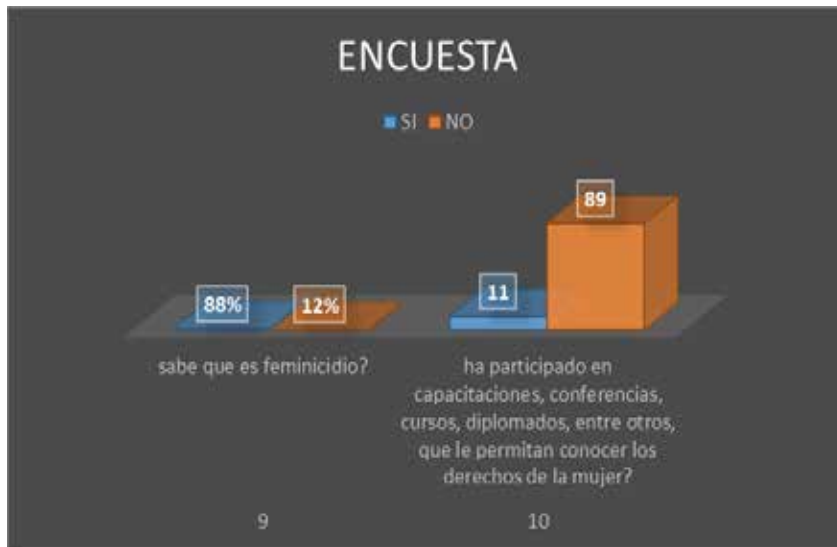 ENCUESTA
SI NO
89
88% 12% 11
sabe que es feminicidio?
ha participado en
capacitaciones, conferencias,
cursos, diplomados, entre otros,
que le permitan conocer los
derechos de la mujer?
9 10